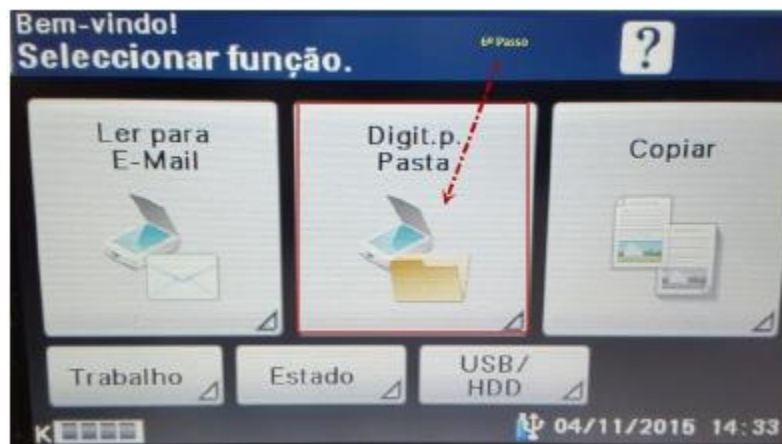 Bem-vindo!
Seleccionar função.
6º Passo
?
Ler para
E-Mail
Digit.p.
Pasta
Copiar
Trabalho
Estado
USB/
HDD
K
04/11/2015 14:33